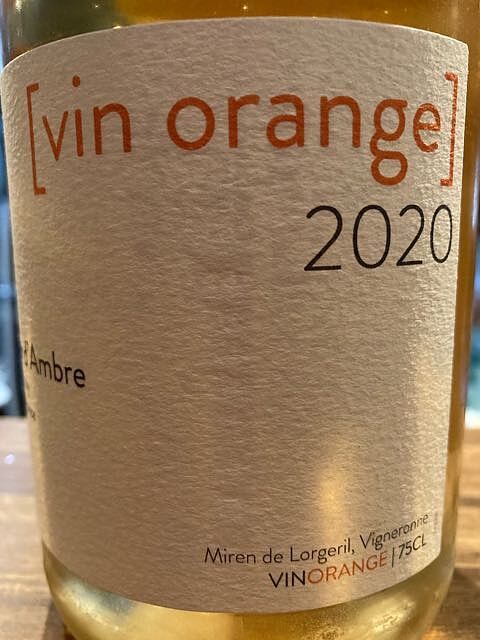 [vin orange]
2020
d'Ambre
Miren de Lorgeril, Vigneronne
VINORANGE | 75CL